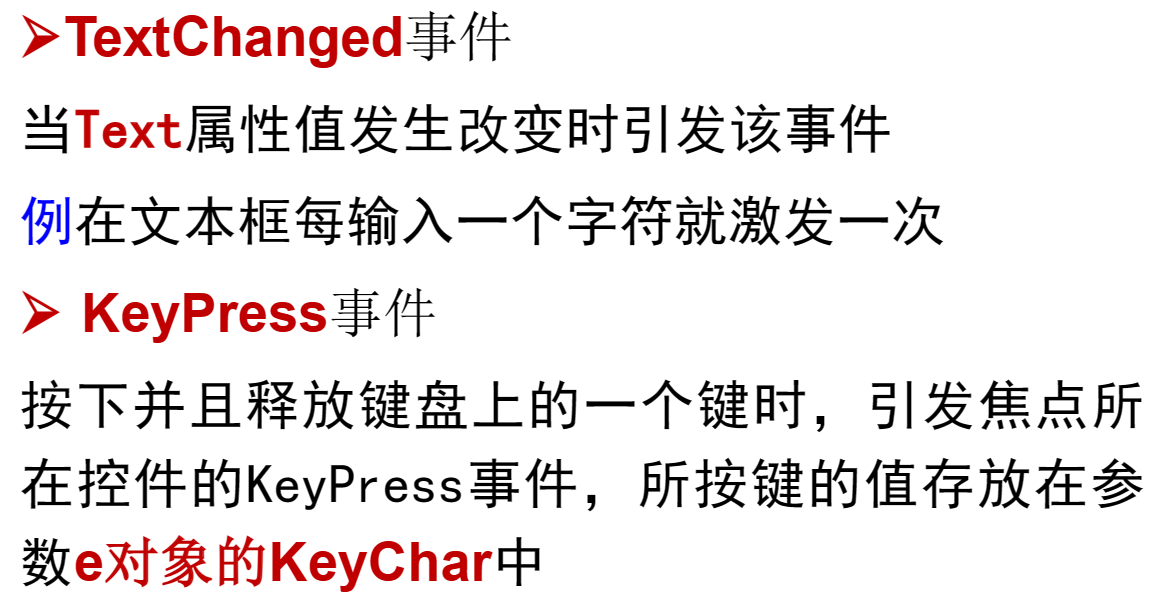 ➢TextChanged事件
当Text属性值发生改变时引发该事件
例在文本框每输入一个字符就激发一次
➢ KeyPress事件
按下并且释放键盘上的一个键时，引发焦点所
在控件的KeyPress事件，所按键的值存放在参
数e对象的KeyChar中